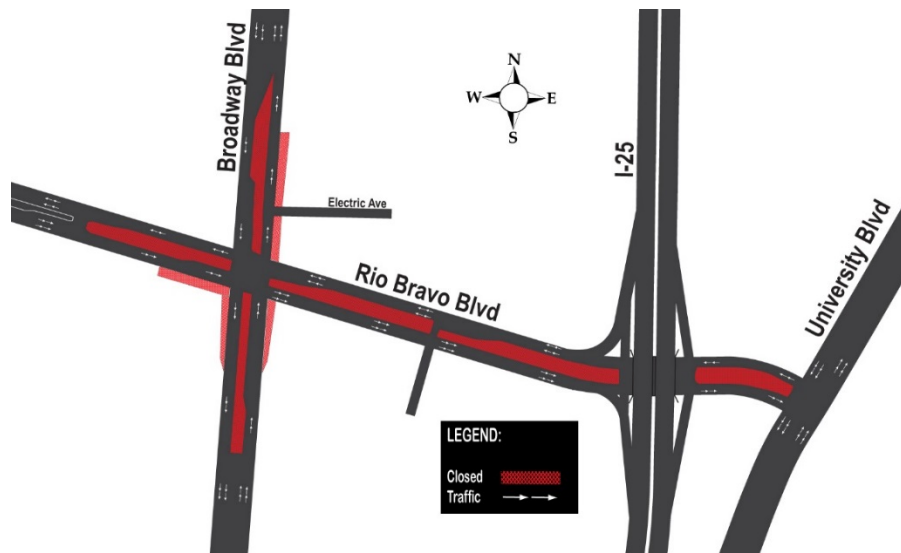 Broadway Blvd
N
W E
S
I-25
Electric Ave
University Blvd
Rio Bravo Blvd
LEGEND:
Closed
Traffic